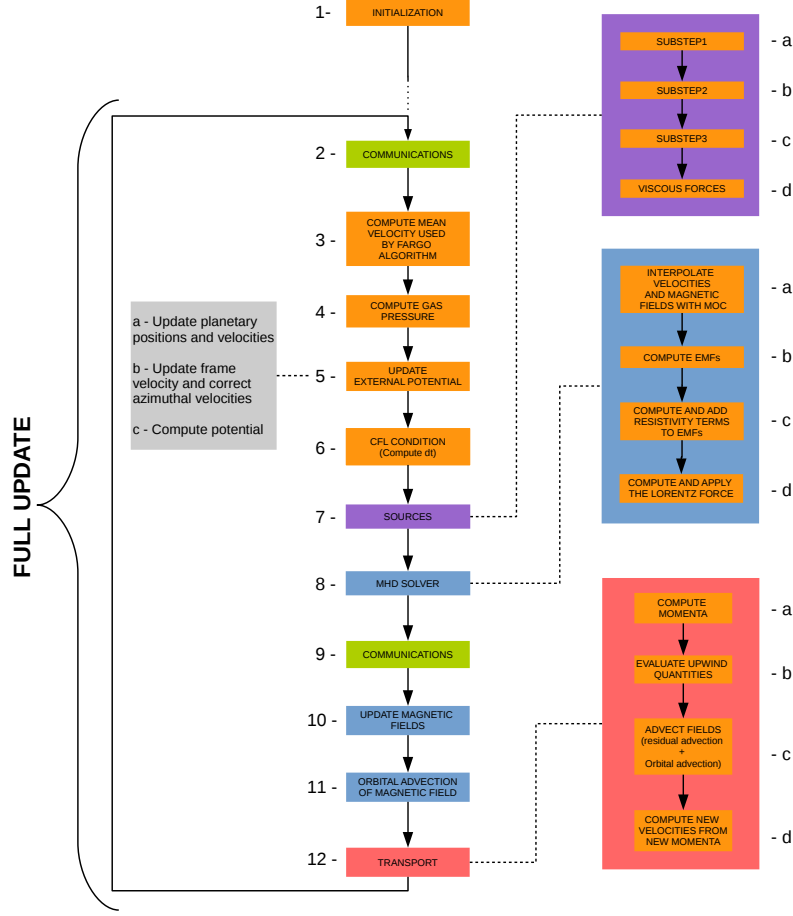 1-
INITIALIZATION
FULL UPDATE
2 -
COMMUNICATIONS
3 -
COMPUTE MEAN
VELOCITY USED
BY FARGO
ALGORITHM
4 -
COMPUTE GAS
PRESSURE
a - Update planetary
positions and velocities
b - Update frame
velocity and correct
azimuthal velocities
c - Compute potential
5 -
UPDATE
EXTERNAL POTENTIAL
6 -
CFL CONDITION
(Compute dt)
7 -
SOURCES
8 -
MHD SOLVER
9 -
COMMUNICATIONS
10 -
UPDATE MAGNETIC
FIELDS
11 -
ORBITAL ADVECTION
OF MAGNETIC FIELD
12 -
TRANSPORT
SUBSTEP1
- a
SUBSTEP2
- b
SUBSTEP3
- c
VISCOUS FORCES
- d
INTERPOLATE
VELOCITIES
AND MAGNETIC
FIELDS WITH MOC
- a
COMPUTE EMFs
- b
COMPUTE AND ADD
RESISTIVITY TERMS
TO EMFs
- c
COMPUTE AND APPLY
THE LORENTZ FORCE
- d
COMPUTE
MOMENTA
- a
EVALUATE UPWIND
QUANTITIES
- b
ADVECT FIELDS
(residual advection
+
Orbital advection)
- c
COMPUTE NEW
VELOCITIES FROM
NEW MOMENTA
- d